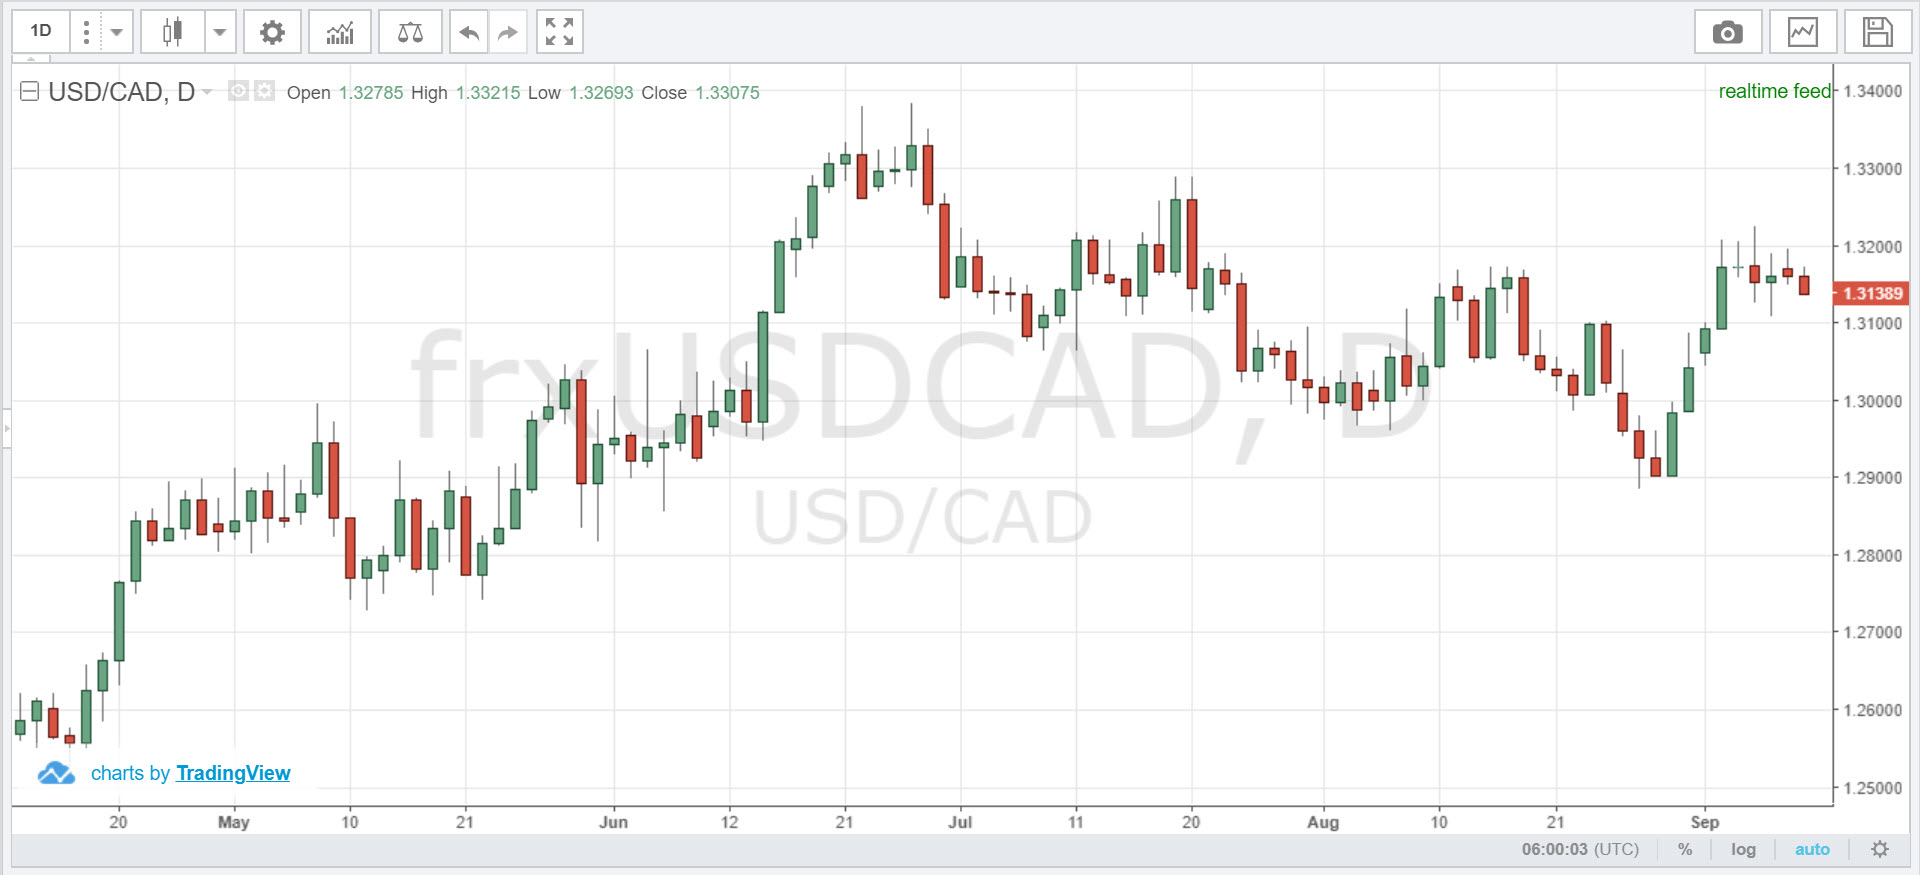 1D
USD/CAD, D Open 1.32785 High 1.33215 Low 1.32693 Close 1.33075
realtime feed
1.34000
1.33000
1.32000
1.31389
1.31000
1.30000
1.29000
1.28000
1.27000
1.26000
1.25000
frxUSDCAD, D
USD/CAD
charts by TradingView
20 May 10 21 Jun 12 21 Jul 11 20 Aug 10 21 Sep
06:00:03 (UTC) % log auto